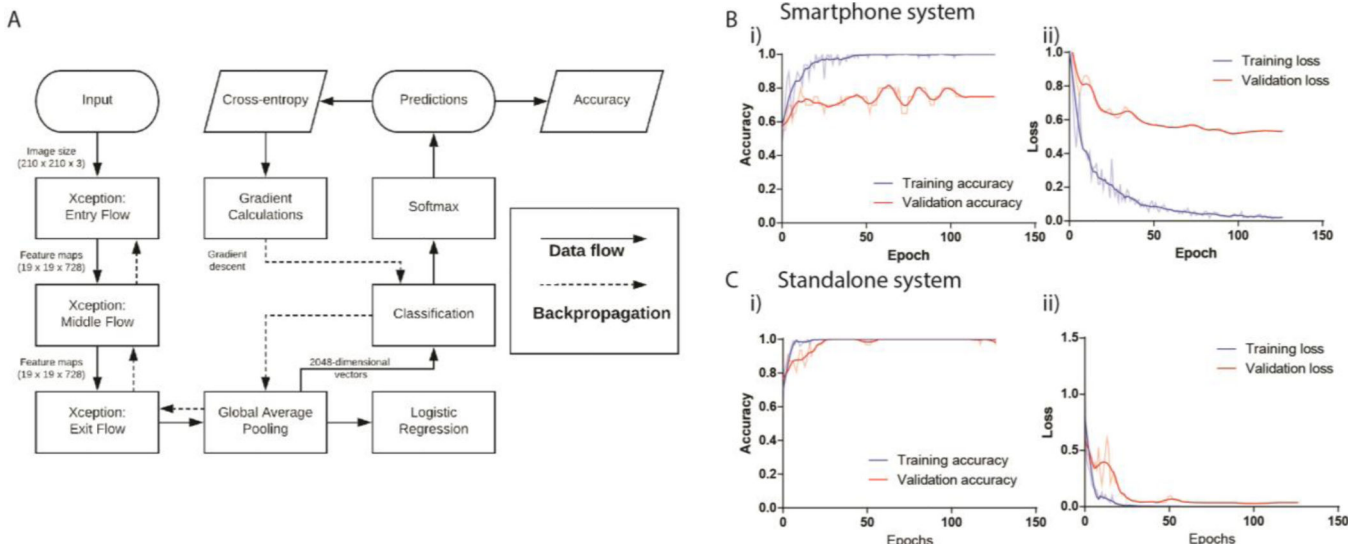 A
Input
Cross-entropy
Predictions
Accuracy
Image size
(210 x 210 x 3)
Xception:
Entry Flow
Gradient
Calculations
Softmax
Feature maps
(19 x 19 x 728)
Gradient
descent
Xception:
Middle Flow
Classification
Feature maps
(19 x 19 x 728)
2048-dimensional
vectors
Xception:
Exit Flow
Global Average
Pooling
Logistic
Regression
Data flow
Backpropagation
B Smartphone system
i)
1.0
0.8
0.6
0.4
0.2
0.0
Accuracy
Training accuracy
Validation accuracy
0 50 100 150
Epoch
ii)
1.0
0.8
0.6
0.4
0.2
0.0
Loss
Training loss
Validation loss
0 50 100 150
Epoch
C Standalone system
i)
1.0
0.8
0.6
0.4
0.2
0.0
Accuracy
Training accuracy
Validation accuracy
0 50 100 150
Epochs
ii)
1.5
1.0
0.5
0.0
Loss
Training loss
Validation loss
0 50 100 150
Epochs